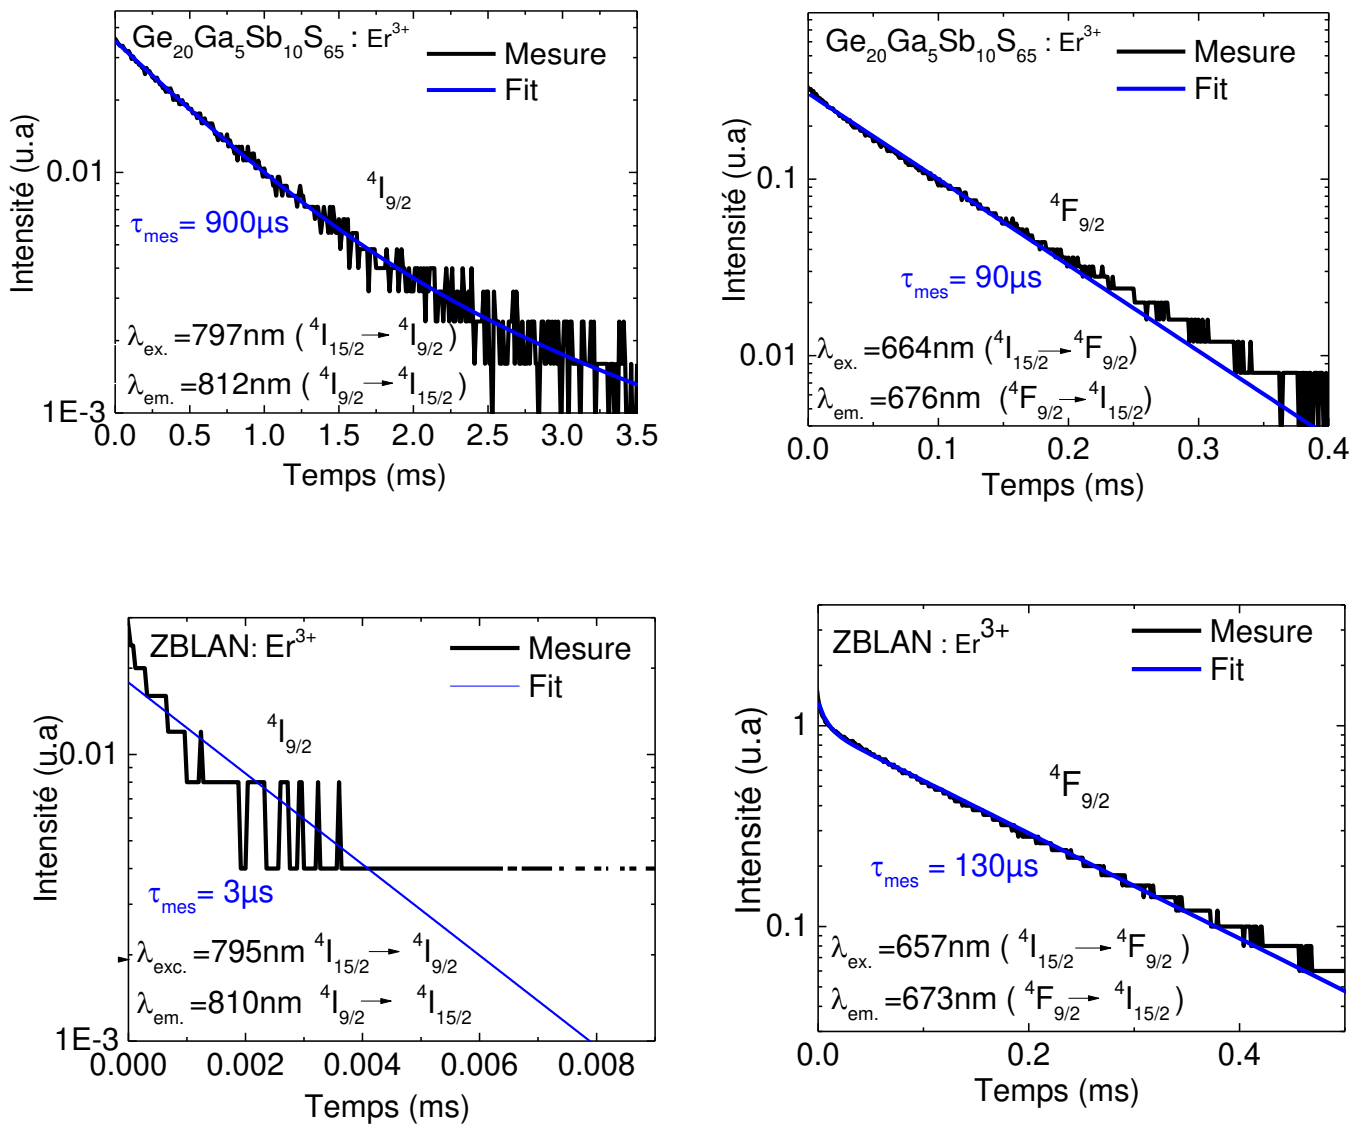 Ge20Ga5Sb10S65 : Er3+
Mesure
Fit
Intensité (u.a)
0.01
1E-3
4I9/2
τmes= 900µs
λex.=797nm ( 4I15/2→ 4I9/2)
λem.=812nm ( 4I9/2→ 4I15/2)
0.0 0.5 1.0 1.5 2.0 2.5 3.0 3.5
Temps (ms)
Ge20Ga5Sb10S65 : Er3+
Mesure
Fit
Intensité (u.a)
0.1
0.01
4F9/2
τmes= 90µs
λex.=664nm (4I15/2→4F9/2)
λem.=676nm (4F9/2→4I15/2)
0.0 0.1 0.2 0.3 0.4
Temps (ms)
ZBLAN: Er3+
Mesure
Fit
Intensité (u.a)
0.01
1E-3
4I9/2
τmes= 3µs
λexc.=795nm 4I15/2→ 4I9/2
λem.=810nm 4I9/2→ 4I15/2
0.000 0.002 0.004 0.006 0.008
Temps (ms)
ZBLAN : Er3+
Mesure
Fit
Intensité (u.a)
1
0.1
4F9/2
τmes = 130µs
λex.=657nm ( 4I15/2→4F9/2 )
λem.=673nm ( 4F9/2→ 4I15/2)
0.0 0.2 0.4
Temps (ms)